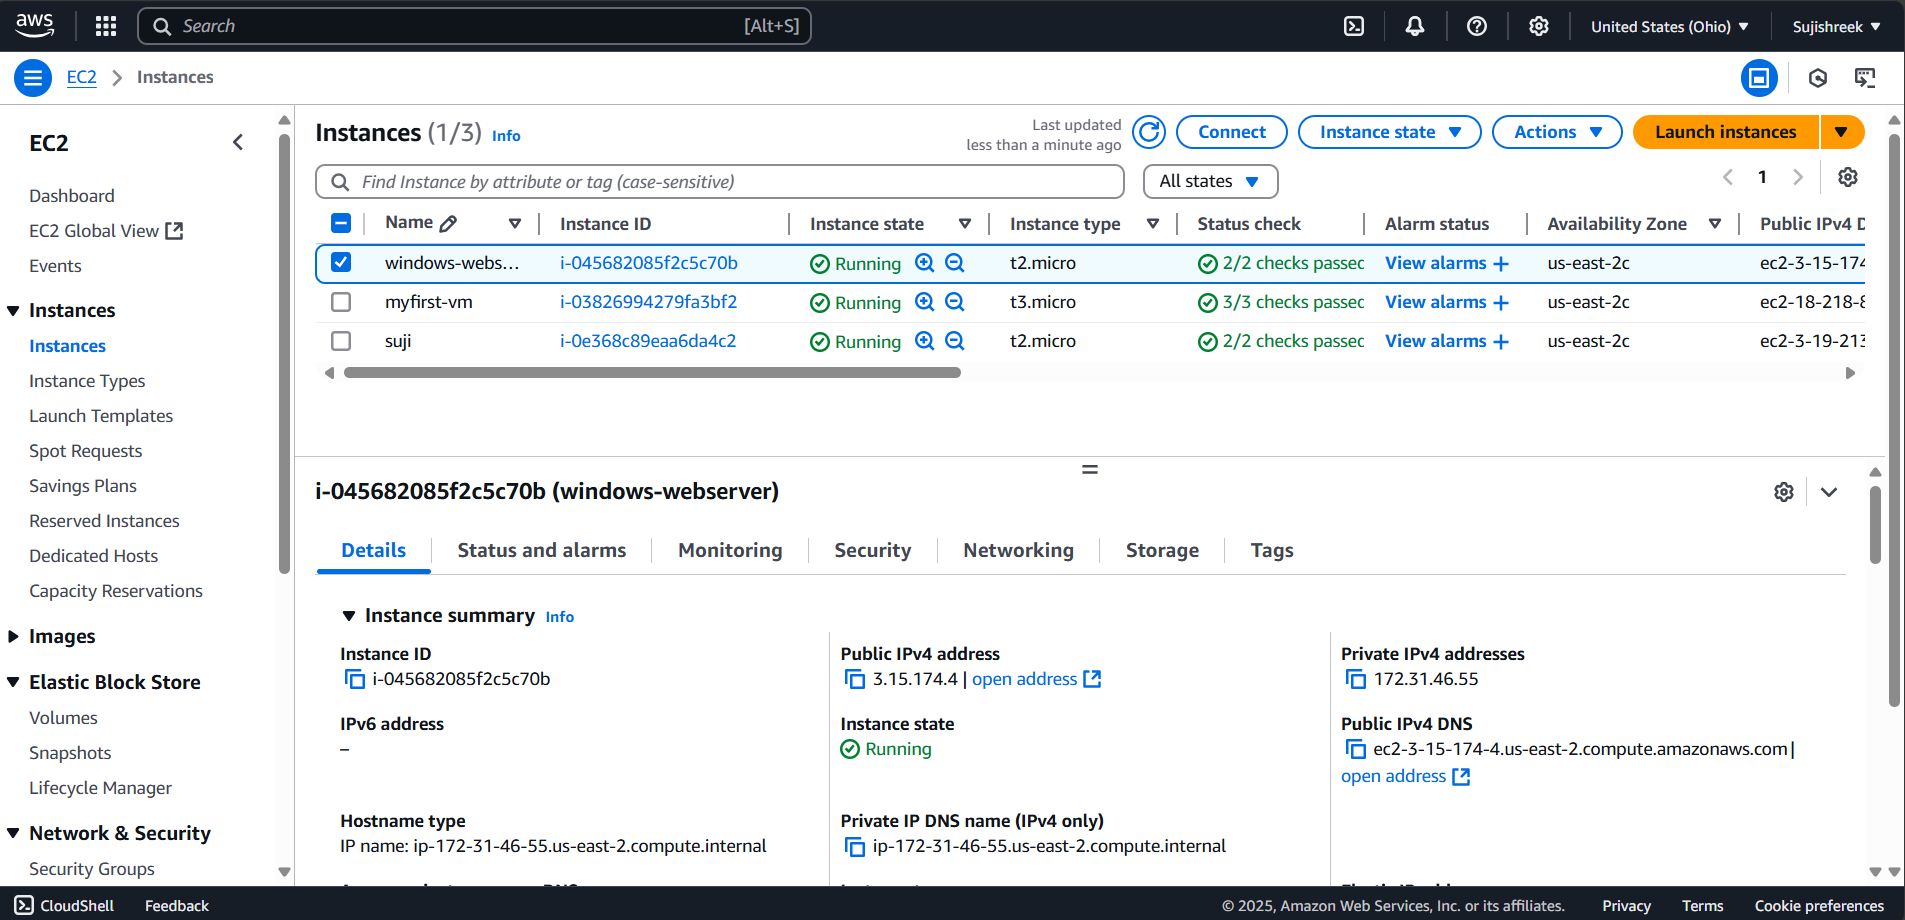 aws Search [Alt+S] United States (Ohio) Sujishreek
EC2 Instances
EC2
Dashboard
EC2 Global View
Events
Instances
Instances
Instance Types
Launch Templates
Spot Requests
Savings Plans
Reserved Instances
Dedicated Hosts
Capacity Reservations
Images
Elastic Block Store
Volumes
Snapshots
Lifecycle Manager
Network & Security
Security Groups
Instances (1/3) Info
Last updated
less than a minute ago
Connect Instance state Actions Launch instances
Find Instance by attribute or tag (case-sensitive) All states 1
Name Instance ID Instance state Instance type Status check Alarm status Availability Zone Public IPv4 D
windows-webs... i-045682085f2c5c70b Running t2.micro 2/2 checks passed View alarms + us-east-2c ec2-3-15-174
myfirst-vm i-03826994279fa3bf2 Running t3.micro 3/3 checks passed View alarms + us-east-2c ec2-18-218-8
suji i-0e368c89eaa6da4c2 Running t2.micro 2/2 checks passed View alarms + us-east-2c ec2-3-19-213
i-045682085f2c5c70b (windows-webserver)
Details Status and alarms Monitoring Security Networking Storage Tags
Instance summary Info
Instance ID
i-045682085f2c5c70b
Public IPv4 address
3.15.174.4 | open address
Private IPv4 addresses
172.31.46.55
IPv6 address
–
Instance state
Running
Public IPv4 DNS
ec2-3-15-174-4.us-east-2.compute.amazonaws.com |
open address
Hostname type
IP name: ip-172-31-46-55.us-east-2.compute.internal
Private IP DNS name (IPv4 only)
ip-172-31-46-55.us-east-2.compute.internal
CloudShell Feedback © 2025, Amazon Web Services, Inc. or its affiliates. Privacy Terms Cookie preferences